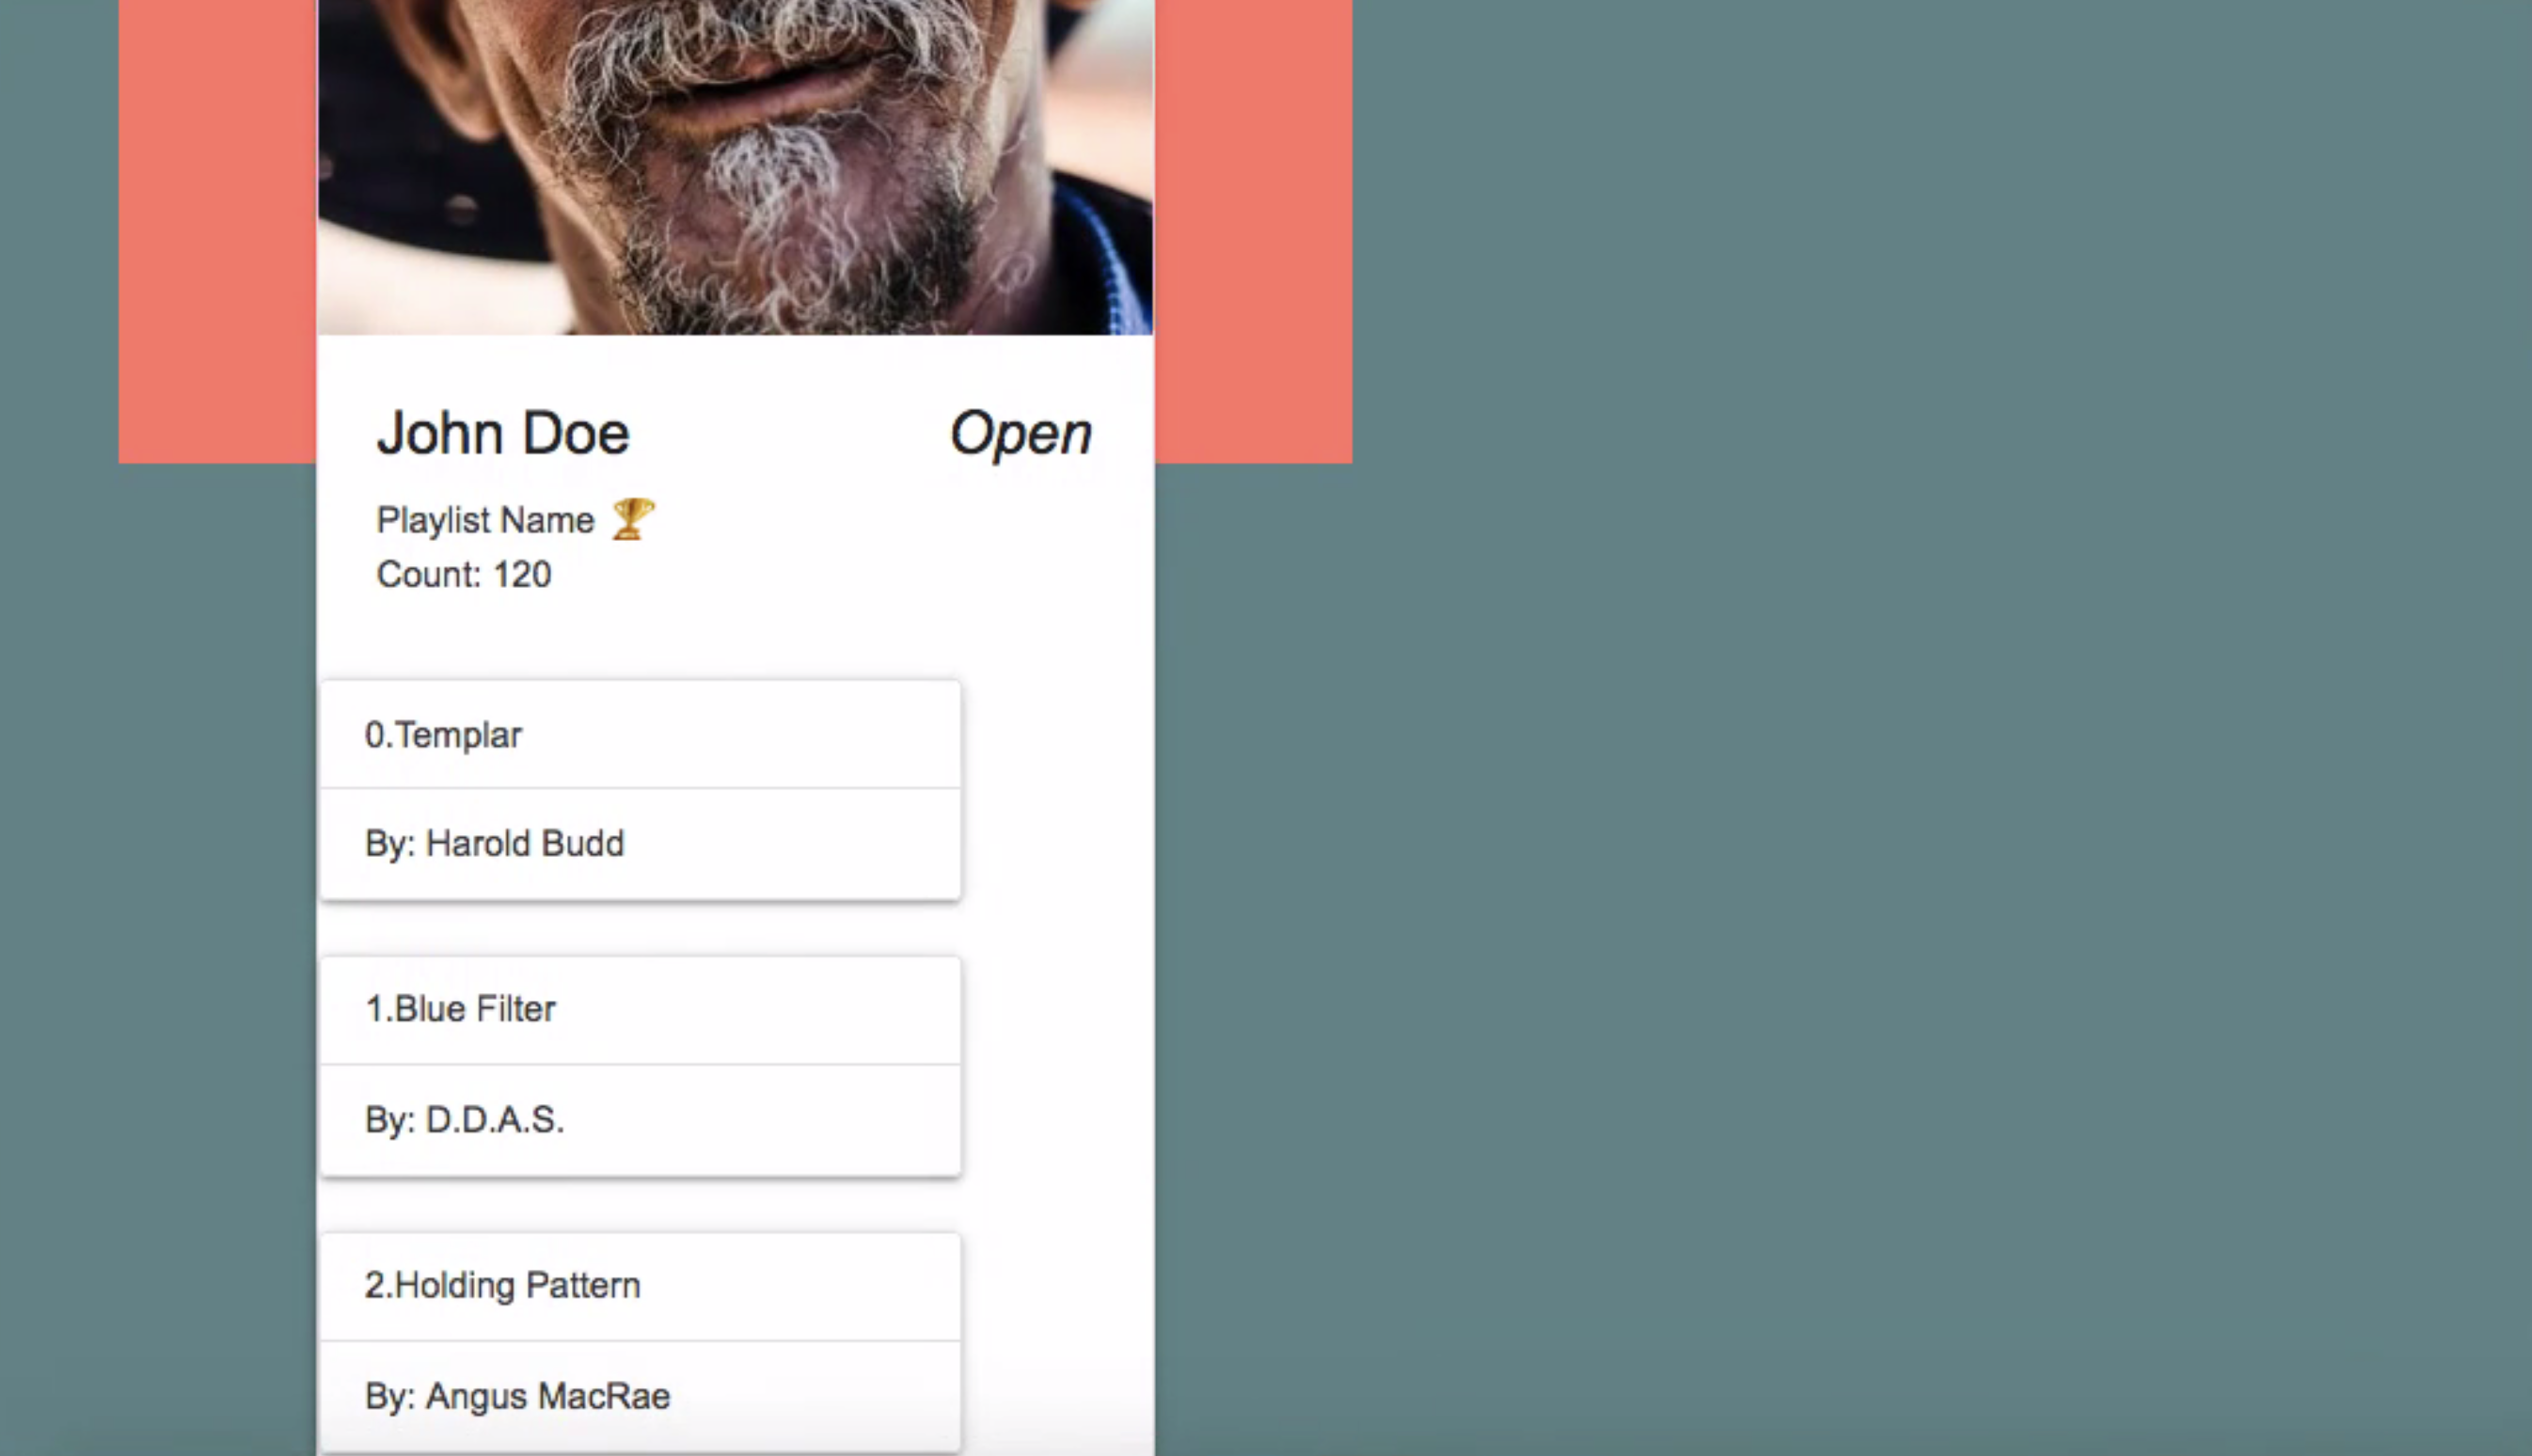 John Doe Open
Playlist Name 🏆
Count: 120
0.Templar
By: Harold Budd
1.Blue Filter
By: D.D.A.S.
2.Holding Pattern
By: Angus MacRae